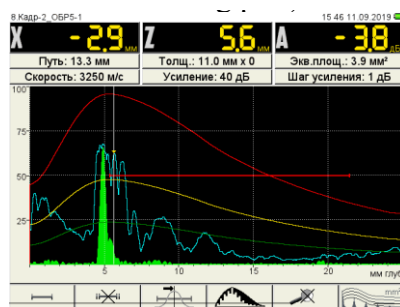 8.Кадр-2_ОБР5-1 15 46 11.09.2019
X -2,9 мм Z 5,6 мм A -3,8 дБ
Путь: 13.3 мм Толщ.: 11.0 мм x 0 Экв.площ.: 3.9 мм²
Скорость: 3250 м/с Усиление: 40 дБ Шаг усиления: 1 дБ
100
75
50
25
0 5 10 15 20 мм глуб
mm²